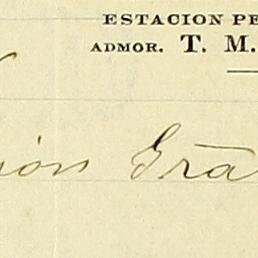 ESTACION PE
ADMOR. T. M.
ión Gra